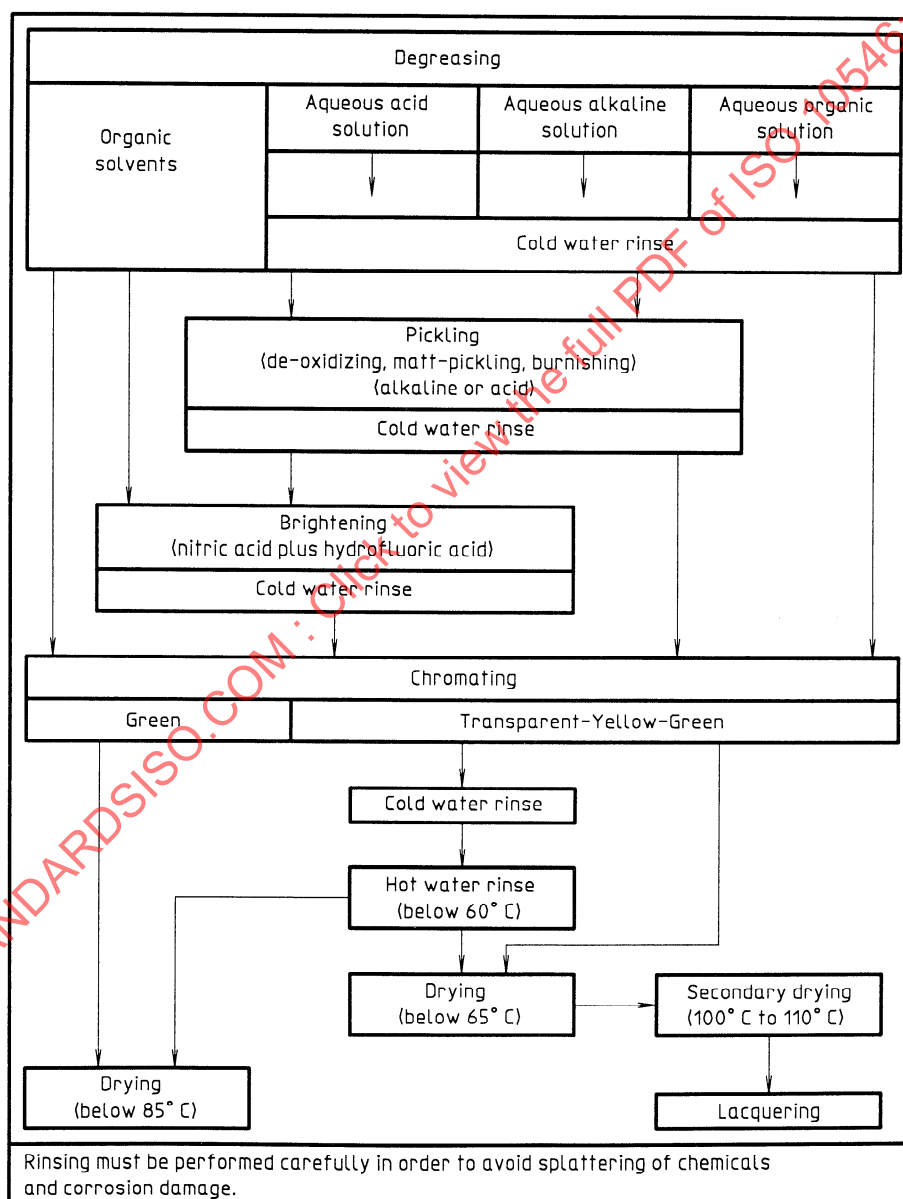 Degreasing
Organic
solvents
Aqueous acid
solution
Aqueous alkaline
solution
Aqueous organic
solution
Cold water rinse
Pickling
(de-oxidizing, matt-pickling, burnishing)
(alkaline or acid)
Cold water rinse
Brightening
(nitric acid plus hydrofluoric acid)
Cold water rinse
Chromating
Green
Transparent-Yellow-Green
Cold water rinse
Hot water rinse
(below 60° C)
Drying
(below 65° C)
Secondary drying
(100° C to 110° C)
Drying
(below 85° C)
Lacquering
Rinsing must be performed carefully in order to avoid splattering of chemicals
and corrosion damage.
NDARDSISO.COM : Click to view the full PDF of ISO 10546